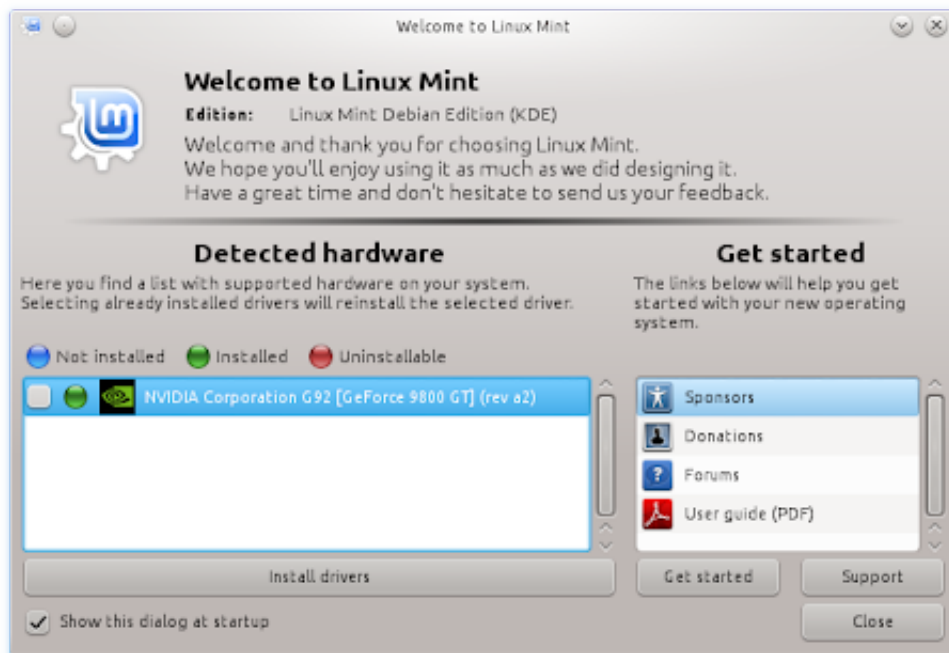 Welcome to Linux Mint
Welcome to Linux Mint
Edition: Linux Mint Debian Edition (KDE)
Welcome and thank you for choosing Linux Mint.
We hope you'll enjoy using it as much as we did designing it.
Have a great time and don't hesitate to send us your feedback.
Detected hardware
Here you find a list with supported hardware on your system.
Selecting already installed drivers will reinstall the selected driver.
Not installed Installed Uninstallable
NVIDIA Corporation G92 [GeForce 9800 GT] (rev a2)
Install drivers
Show this dialog at startup
Get started
The links below will help you get
started with your new operating
system.
Sponsors
Donations
Forums
User guide (PDF)
Get started
Support
Close